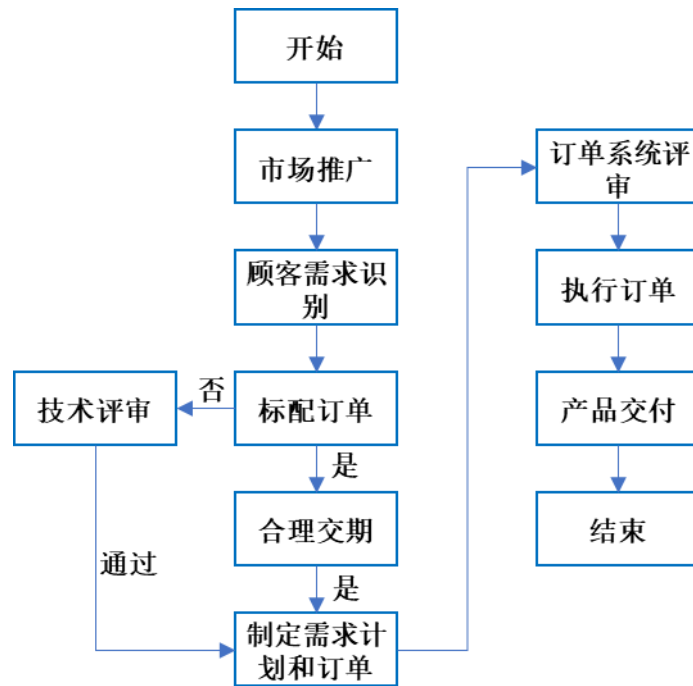 开始
市场推广
顾客需求识
别
标配订单
否
技术评审
是
合理交期
通过
是
制定需求计
划和订单
订单系统评
审
执行订单
产品交付
结束